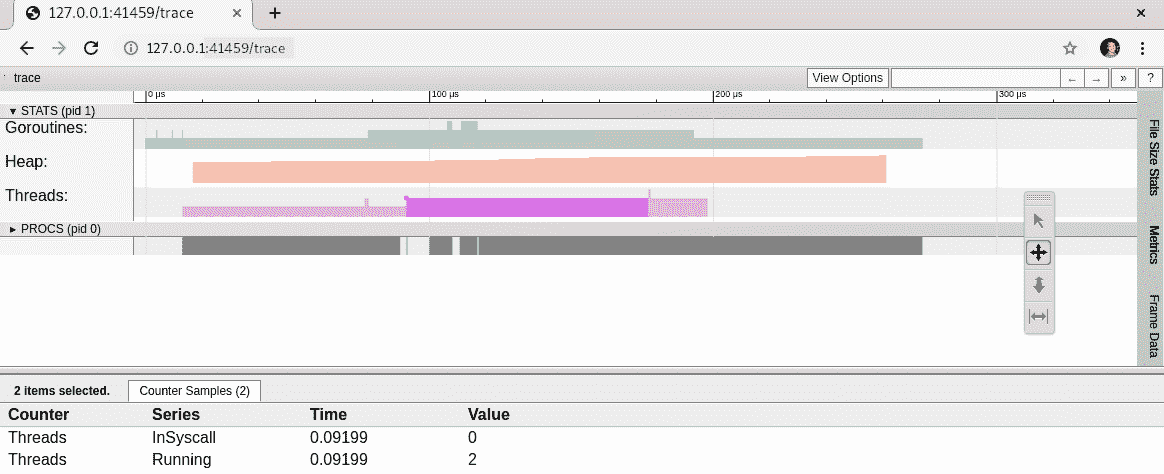 127.0.0.1:41459/trace
127.0.0.1:41459/trace
trace
View Options
← → » ?
0 µs 100 µs 200 µs 300 µs
▾ STATS (pid 1)
Goroutines:
Heap:
Threads:
▸ PROCS (pid 0)
File Size Stats
Metrics
Frame Data
2 items selected. Counter Samples (2)
Counter Series Time Value
Threads InSyscall 0.09199 0
Threads Running 0.09199 2